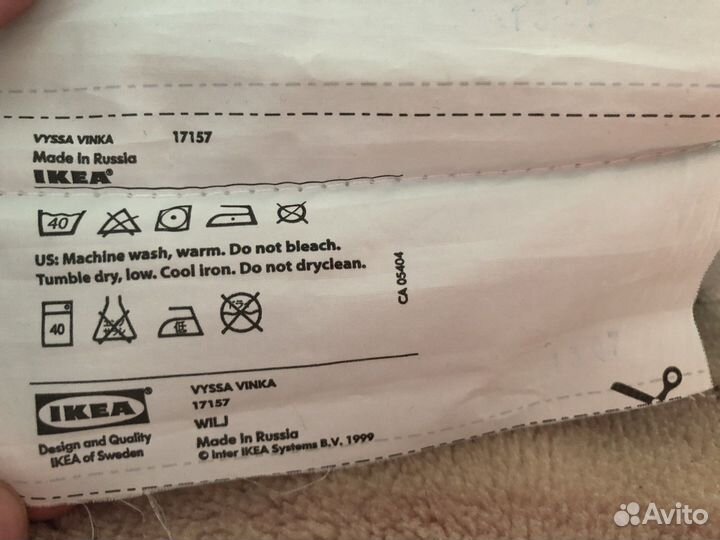 VYSSA VINKA 17157
Made in Russia
IKEA®
40
US: Machine wash, warm. Do not bleach.
Tumble dry, low. Cool iron. Do not dryclean.
CA 05404
40
低
IKEA®
Design and Quality
IKEA of Sweden
VYSSA VINKA
17157
WILJ
Made in Russia
© Inter IKEA Systems B.V. 1999
Avito